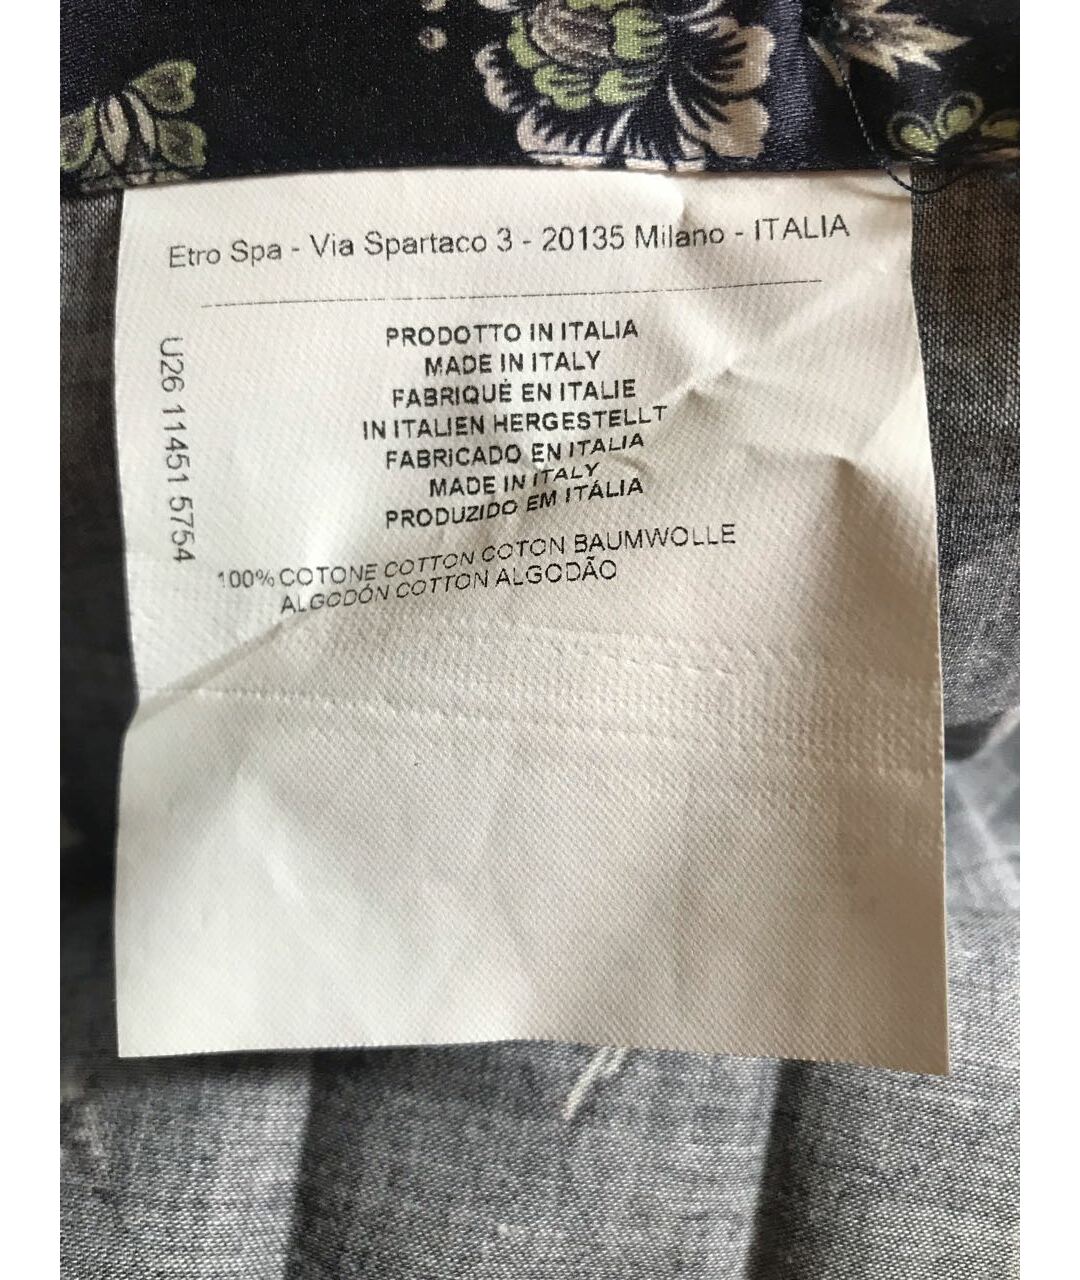 Etro Spa - Via Spartaco 3 - 20135 Milano - ITALIA
PRODOTTO IN ITALIA
MADE IN ITALY
FABRIQUÉ EN ITALIE
IN ITALIEN HERGESTELLT
FABRICADO EN ITALIA
MADE IN ITALY
PRODUZIDO EM ITÁLIA
U26 11451 5754
100% COTONE COTTON COTON BAUMWOLLE
ALGODÓN COTTON ALGODÃO